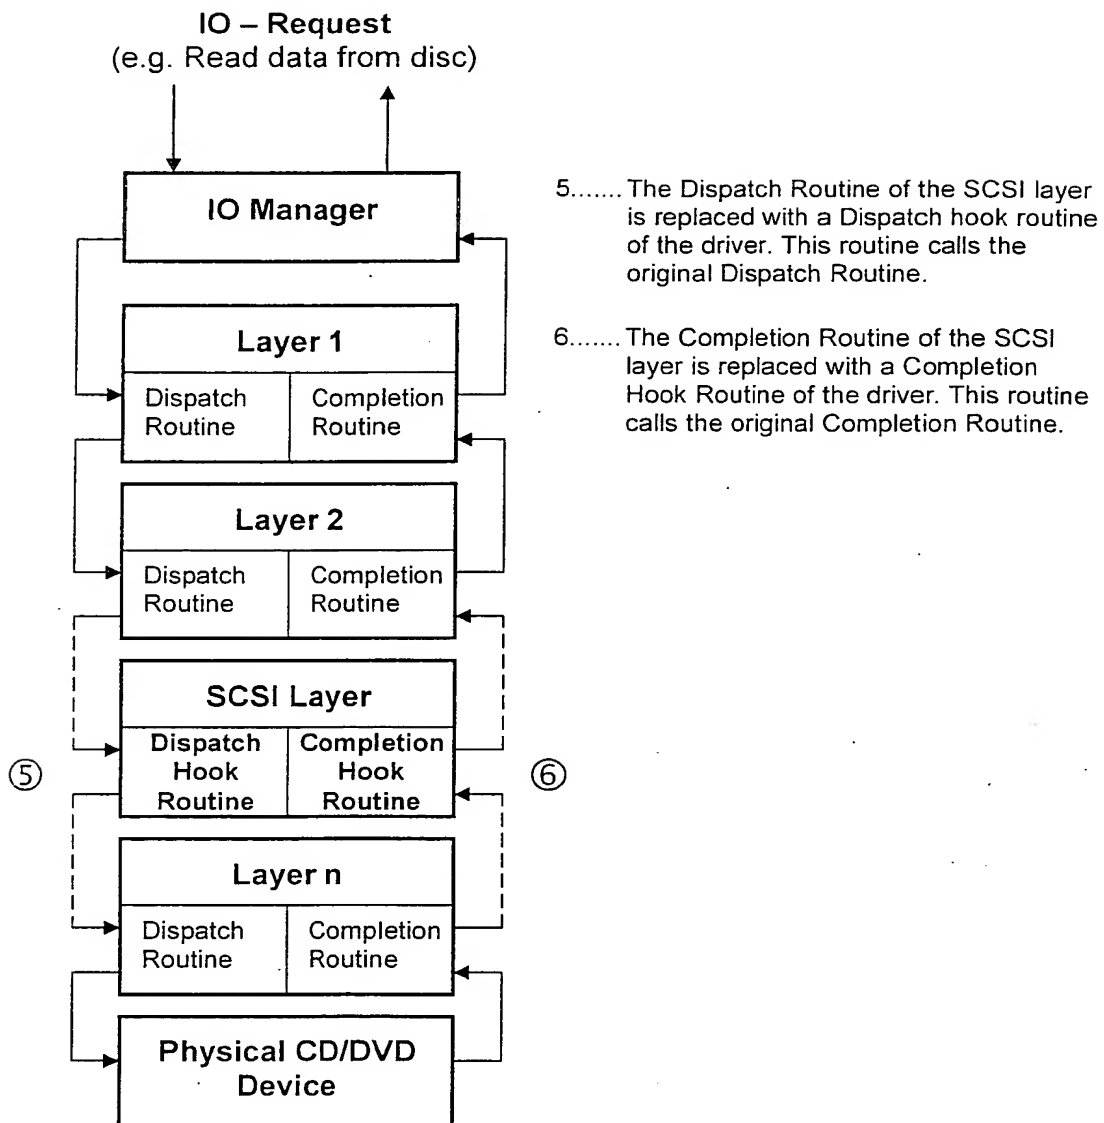 IO – Request
(e.g. Read data from disc)
IO Manager
5....... The Dispatch Routine of the SCSI layer
is replaced with a Dispatch hook routine
of the driver. This routine calls the
original Dispatch Routine.
6....... The Completion Routine of the SCSI
layer is replaced with a Completion
Hook Routine of the driver. This routine
calls the original Completion Routine.
Layer 1
Dispatch
Routine
Completion
Routine
Layer 2
Dispatch
Routine
Completion
Routine
SCSI Layer
Dispatch
Hook
Routine
Completion
Hook
Routine
⑤
⑥
Layer n
Dispatch
Routine
Completion
Routine
Physical CD/DVD
Device